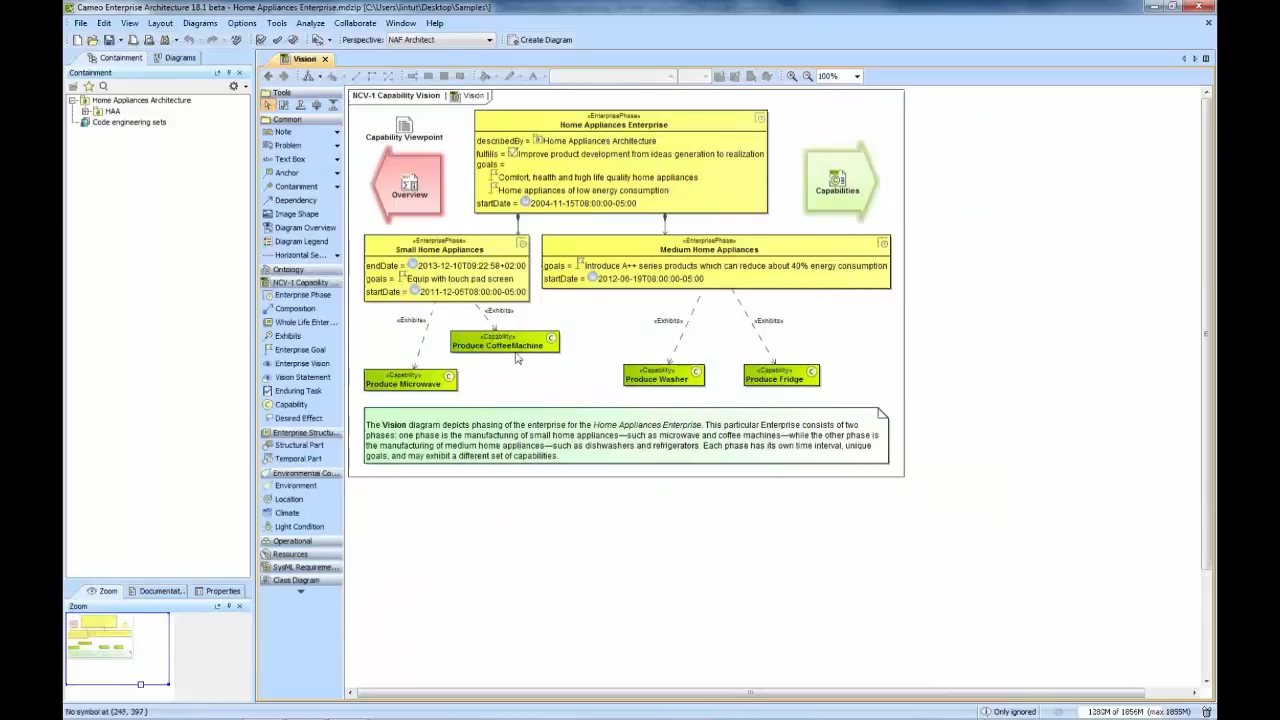 Cameo Enterprise Architecture 18.1 beta - Home Appliances Enterprise.mdzip [C:\Users\lintut\Desktop\Samples\]
File Edit View Layout Diagrams Options Tools Analyze Collaborate Window Help
Perspective: NAF Architect Create Diagram
Containment Diagrams
Containment
Home Appliances Architecture
HAA
Code engineering sets
Zoom Documentat... Properties
Zoom
Vision
100%
Tools
Common
Note
Problem
Text Box
Anchor
Containment
Dependency
Image Shape
Diagram Overview
Diagram Legend
Horizontal Se...
Ontology
NCV-1 Capability
Enterprise Phase
Composition
Whole Life Enter...
Exhibits
Enterprise Goal
Enterprise Vision
Vision Statement
Enduring Task
Capability
Desired Effect
Enterprise Structu...
Structural Part
Temporal Part
Environmental Co...
Environment
Location
Climate
Light Condition
Operational
Resources
SysML Requireme...
Class Diagram
NCV-1 Capability Vision [ Vision ]
Capability Viewpoint
Overview
«EnterprisePhase»
Home Appliances Enterprise
describedBy = Home Appliances Architecture
fulfills = Improve product development from ideas generation to realization
goals =
Comfort, health and high life quality home appliances
Home appliances of low energy consumption
startDate = 2004-11-15T08:00:00-05:00
Capabilities
«EnterprisePhase»
Small Home Appliances
endDate = 2013-12-10T09:22:58+02:00
goals = Equip with touch pad screen
startDate = 2011-12-05T08:00:00-05:00
«EnterprisePhase»
Medium Home Appliances
goals = Introduce A++ series products which can reduce about 40% energy consumption
startDate = 2012-06-19T08:00:00-05:00
«Exhibits»
«Exhibits»
«Exhibits»
«Exhibits»
«Capability»
Produce CoffeeMachine
«Capability»
Produce Microwave
«Capability»
Produce Washer
«Capability»
Produce Fridge
The Vision diagram depicts phasing of the enterprise for the Home Appliances Enterprise. This particular Enterprise consists of two
phases: one phase is the manufacturing of small home appliances—such as microwave and coffee machines—while the other phase is
the manufacturing of medium home appliances—such as dishwashers and refrigerators. Each phase has its own time interval, unique
goals, and may exhibit a different set of capabilities.
No symbol at (243, 397)
Only ignored
1280M of 1856M (max 1855M)